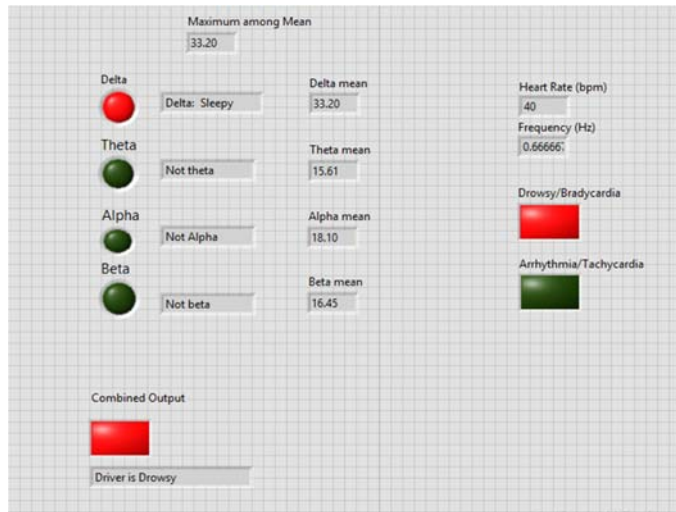 Maximum among Mean
33.20
Delta
Delta: Sleepy
Delta mean
33.20
Theta
Not theta
Theta mean
15.61
Alpha
Not Alpha
Alpha mean
18.10
Beta
Not beta
Beta mean
16.45
Heart Rate (bpm)
40
Frequency (Hz)
0.66666
Drowsy/Bradycardia
Arrhythmia/Tachycardia
Combined Output
Driver is Drowsy